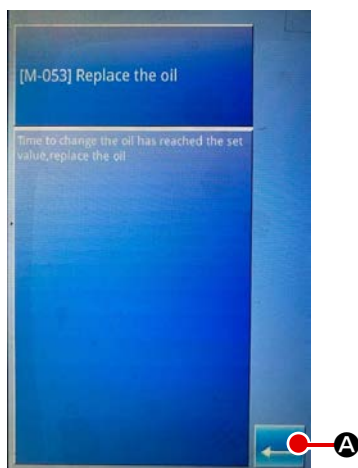 [M-053] Replace the oil
Time to change the oil has reached the set
value,replace the oil
A